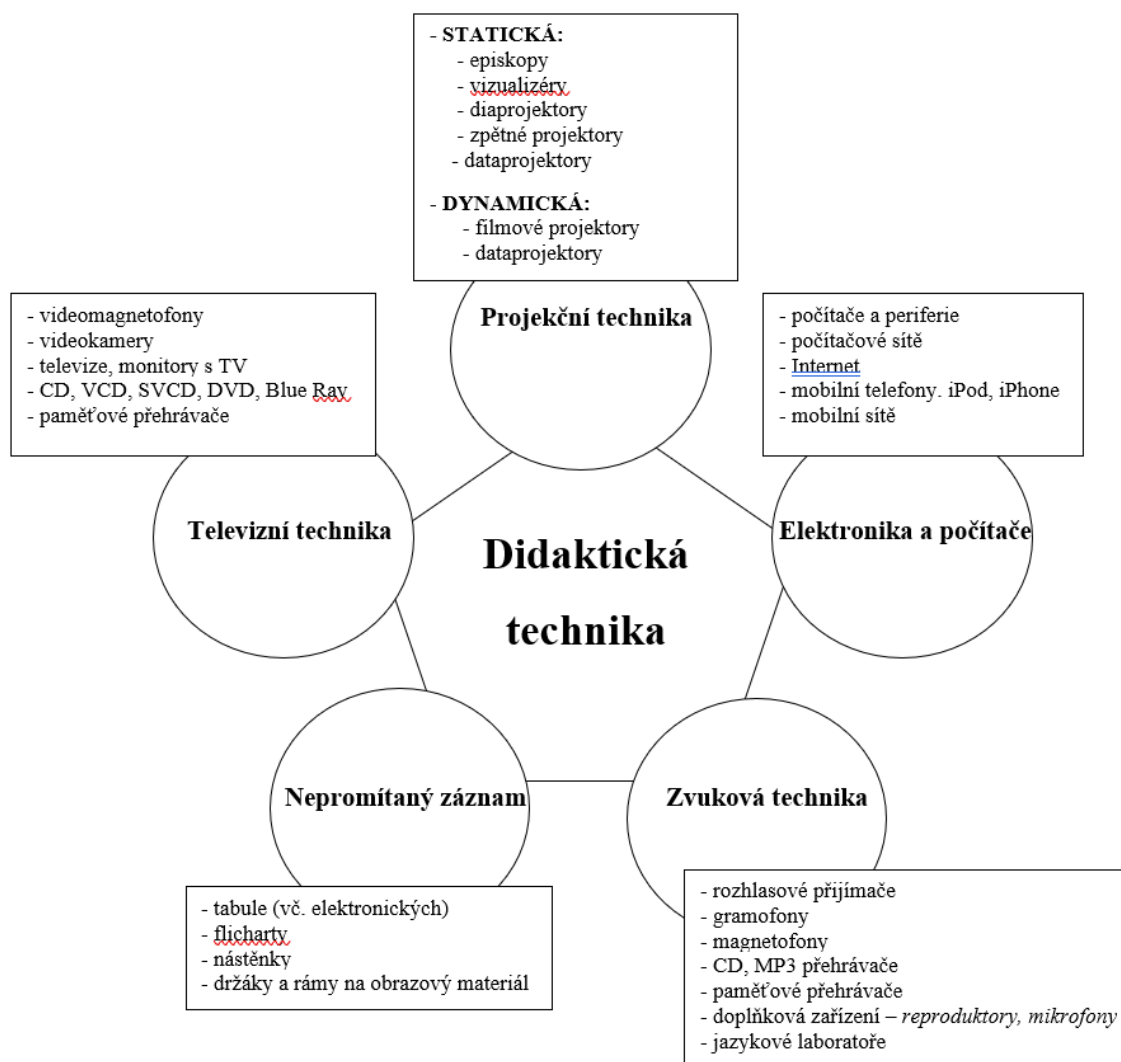 - STATICKÁ:
- episkopy
- vizualizéry
- diaprojektory
- zpětné projektory
- dataprojektory
- DYNAMICKÁ:
- filmové projektory
- dataprojektory
Projekční technika
- videomagnetofony
- videokamery
- televize, monitory s TV
- CD, VCD, SVCD, DVD, Blue Ray
- paměťové přehrávače
Televizní technika
- počítače a periferie
- počítačové sítě
- Internet
- mobilní telefony. iPod, iPhone
- mobilní sítě
Elektronika a počítače
Didaktická
technika
Nepromítaný záznam
- tabule (vč. elektronických)
- flicharty
- nástěnky
- držáky a rámy na obrazový materiál
Zvuková technika
- rozhlasové přijímače
- gramofony
- magnetofony
- CD, MP3 přehrávače
- paměťové přehrávače
- doplňková zařízení – reproduktory, mikrofony
- jazykové laboratoře